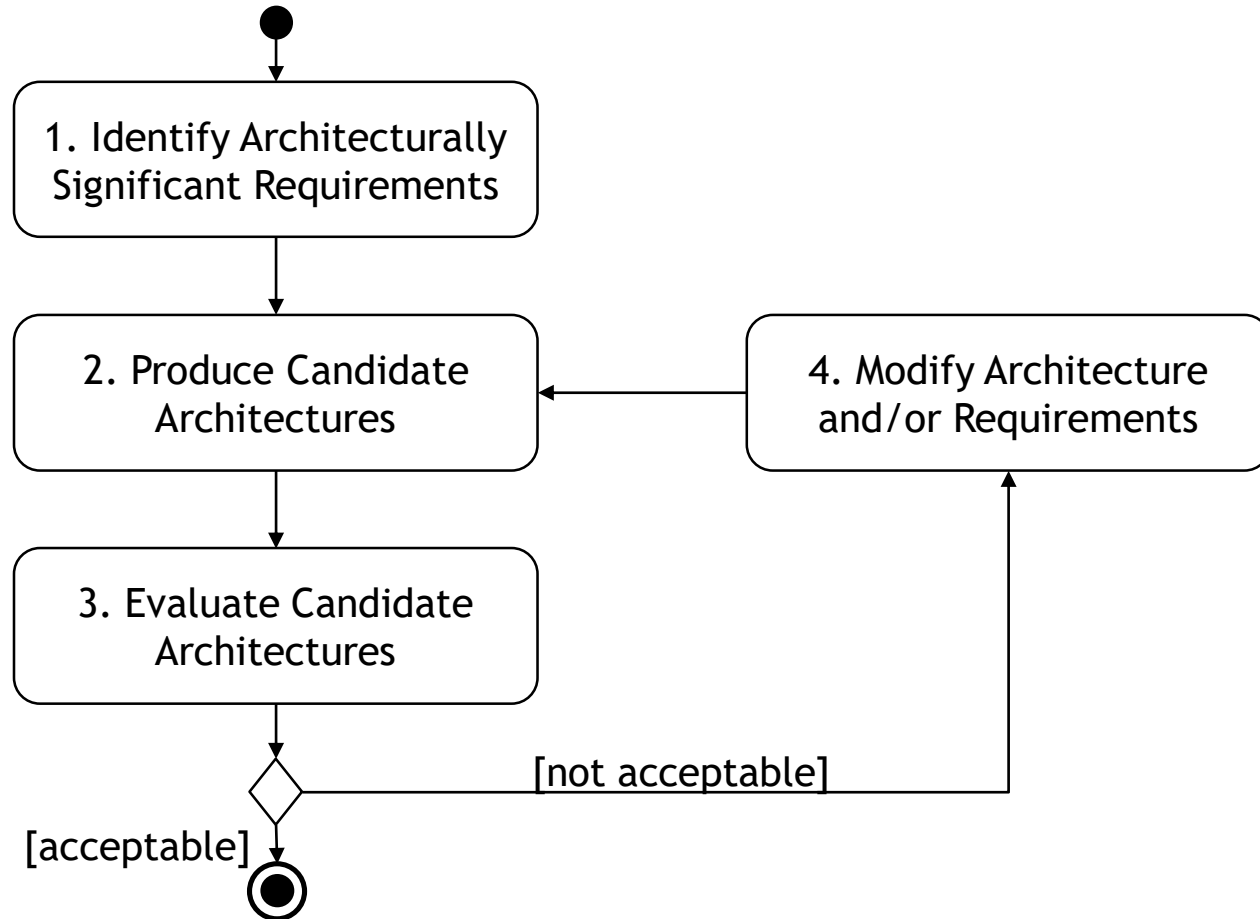 1. Identify Architecturally
Significant Requirements
2. Produce Candidate
Architectures
4. Modify Architecture
and/or Requirements
3. Evaluate Candidate
Architectures
[not acceptable]
[acceptable]